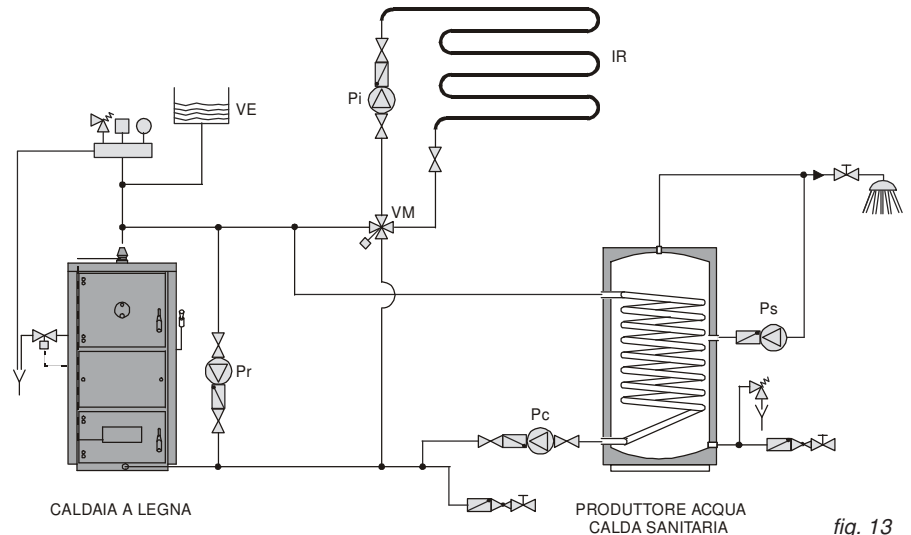 IR
Pi
VE
VM
Ps
Pr
Pc
CALDAIA A LEGNA
PRODUTTORE ACQUA
CALDA SANITARIA
fig. 13